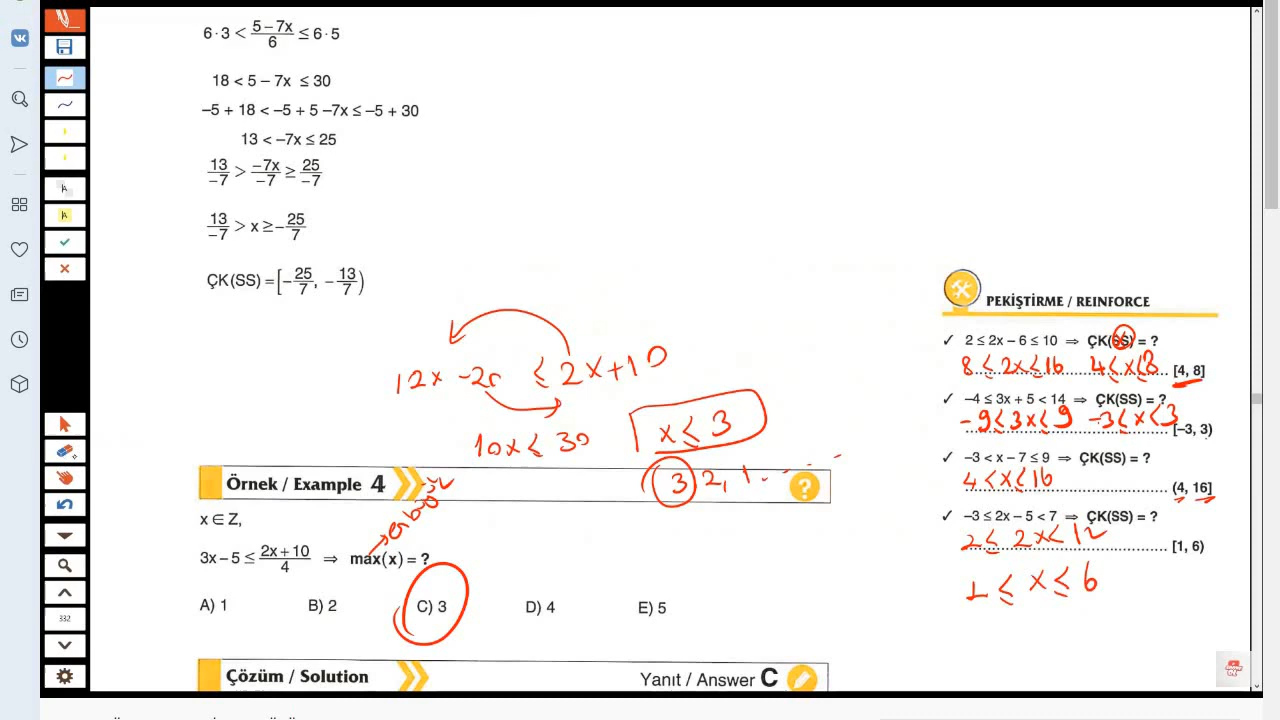 6·3 < (5 – 7x)/6 ≤ 6·5
18 < 5 – 7x ≤ 30
–5 + 18 < –5 + 5 –7x ≤ –5 + 30
13 < –7x ≤ 25
13/–7 > –7x/–7 ≥ 25/–7
13/–7 > x ≥ –25/7
ÇK(SS) = [–25/7, –13/7)
12x -20 ≤ 2x+10
10x ≤ 30
x ≤ 3
3 2, 1 . . . . .
Örnek / Example 4
?
x ∈ Z,
3x – 5 ≤ (2x + 10)/4 ⇒ max(x) = ?
A) 1 B) 2 C) 3 D) 4 E) 5
Çözüm / Solution
Yanıt / Answer C
PEKİŞTİRME / REINFORCE
✓ 2 ≤ 2x – 6 ≤ 10 ⇒ ÇK(SS) = ?
8 ≤ 2x ≤ 16 4 ≤ x ≤ 8 [4, 8]
✓ –4 ≤ 3x + 5 < 14 ⇒ ÇK(SS) = ?
-9 ≤ 3x ≤ 9 -3 ≤ x < 3 [–3, 3)
✓ –3 < x – 7 ≤ 9 ⇒ ÇK(SS) = ?
4 < x ≤ 16 (4, 16]
✓ –3 ≤ 2x – 5 < 7 ⇒ ÇK(SS) = ?
2 ≤ 2x < 12 [1, 6)
1 ≤ x ≤ 6
332